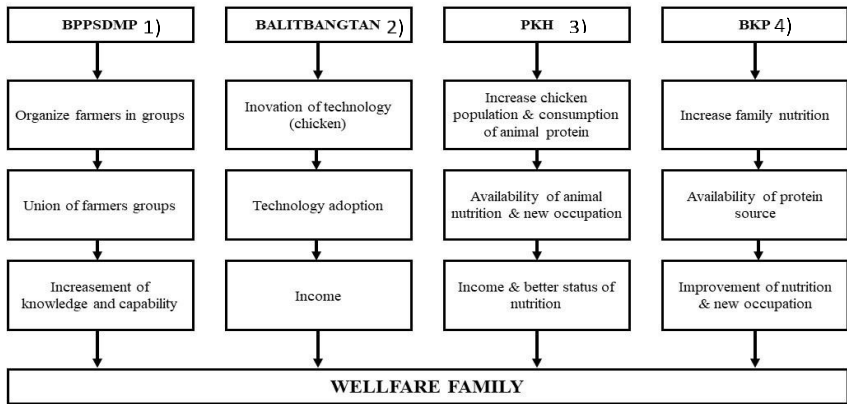 BPPSDMP 1)
Organize farmers in groups
Union of farmers groups
Increasement of
knowledge and capability
BALITBANGTAN 2)
Inovation of technology
(chicken)
Technology adoption
Income
PKH 3)
Increase chicken
population & consumption
of animal protein
Availability of animal
nutrition & new occupation
Income & better status of
nutrition
BKP 4)
Increase family nutrition
Availability of protein
source
Improvement of nutrition
& new occupation
WELLFARE FAMILY